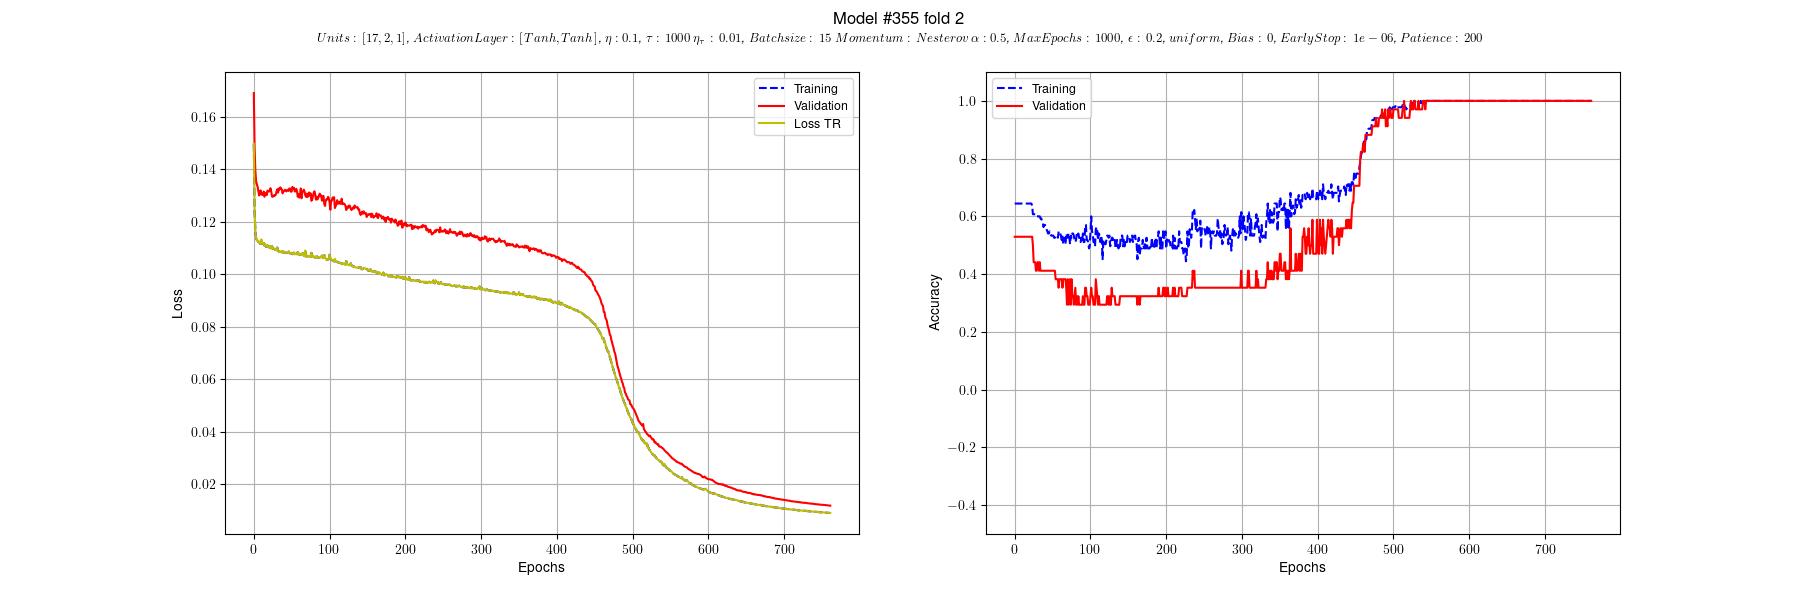 Model #355 fold 2
Units : [17, 2, 1], ActivationLayer : [Tanh, Tanh], η : 0.1, τ : 1000 ητ : 0.01, Batchsize : 15 Momentum : Nesterov α : 0.5, MaxEpochs : 1000, ϵ : 0.2, uniform, Bias : 0, EarlyStop : 1e − 06, Patience : 200
Training
Validation
Loss TR
0.16
0.14
0.12
0.10
0.08
0.06
0.04
0.02
Loss
0 100 200 300 400 500 600 700
Epochs
Training
Validation
1.0
0.8
0.6
0.4
0.2
0.0
−0.2
−0.4
Accuracy
0 100 200 300 400 500 600 700
Epochs